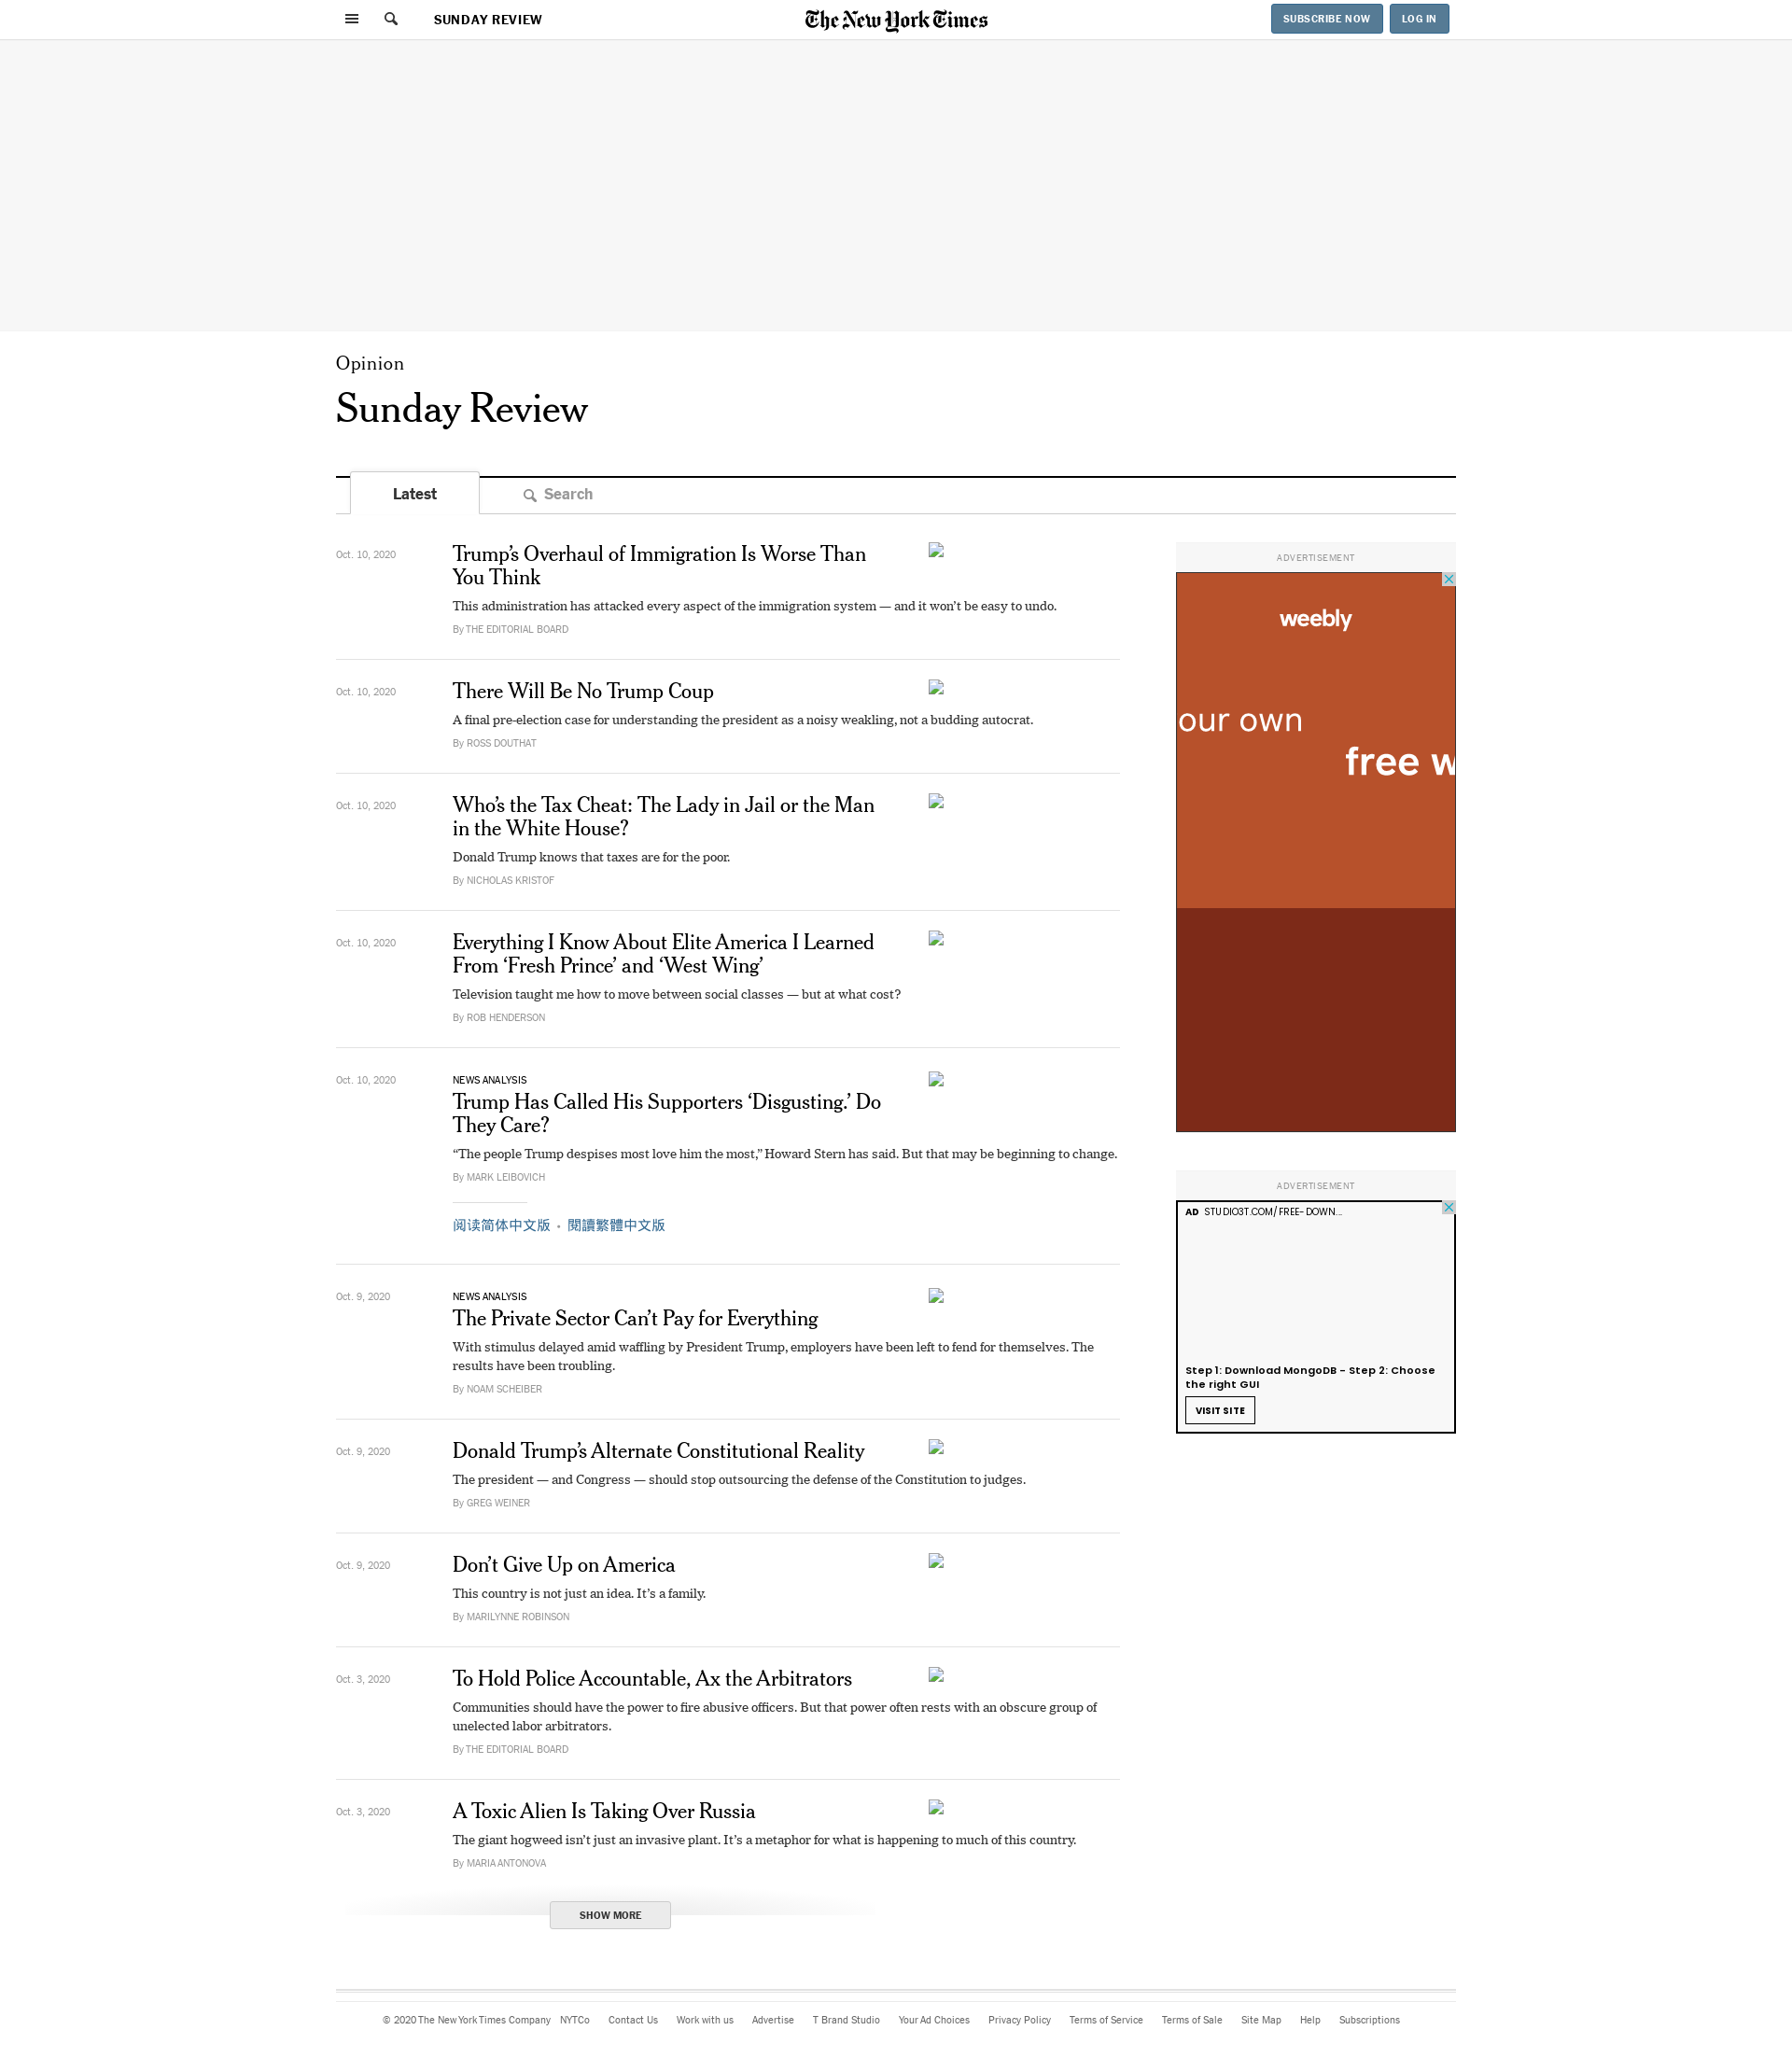 SUNDAY REVIEW
The New York Times
SUBSCRIBE NOW
LOG IN
Opinion
Sunday Review
Latest
Search
Oct. 10, 2020
Trump’s Overhaul of Immigration Is Worse Than
You Think
This administration has attacked every aspect of the immigration system — and it won’t be easy to undo.
By THE EDITORIAL BOARD
Oct. 10, 2020
There Will Be No Trump Coup
A final pre-election case for understanding the president as a noisy weakling, not a budding autocrat.
By ROSS DOUTHAT
Oct. 10, 2020
Who’s the Tax Cheat: The Lady in Jail or the Man
in the White House?
Donald Trump knows that taxes are for the poor.
By NICHOLAS KRISTOF
Oct. 10, 2020
Everything I Know About Elite America I Learned
From ‘Fresh Prince’ and ‘West Wing’
Television taught me how to move between social classes — but at what cost?
By ROB HENDERSON
Oct. 10, 2020
NEWS ANALYSIS
Trump Has Called His Supporters ‘Disgusting.’ Do
They Care?
“The people Trump despises most love him the most,” Howard Stern has said. But that may be beginning to change.
By MARK LEIBOVICH
阅读简体中文版 • 閱讀繁體中文版
Oct. 9, 2020
NEWS ANALYSIS
The Private Sector Can’t Pay for Everything
With stimulus delayed amid waffling by President Trump, employers have been left to fend for themselves. The
results have been troubling.
By NOAM SCHEIBER
Oct. 9, 2020
Donald Trump’s Alternate Constitutional Reality
The president — and Congress — should stop outsourcing the defense of the Constitution to judges.
By GREG WEINER
Oct. 9, 2020
Don’t Give Up on America
This country is not just an idea. It’s a family.
By MARILYNNE ROBINSON
Oct. 3, 2020
To Hold Police Accountable, Ax the Arbitrators
Communities should have the power to fire abusive officers. But that power often rests with an obscure group of
unelected labor arbitrators.
By THE EDITORIAL BOARD
Oct. 3, 2020
A Toxic Alien Is Taking Over Russia
The giant hogweed isn’t just an invasive plant. It’s a metaphor for what is happening to much of this country.
By MARIA ANTONOVA
SHOW MORE
ADVERTISEMENT
weebly
our own
free w
ADVERTISEMENT
AD STUDIO3T.COM/FREE-DOWN...
Step 1: Download MongoDB - Step 2: Choose
the right GUI
VISIT SITE
© 2020 The New York Times Company NYTCo Contact Us Work with us Advertise T Brand Studio Your Ad Choices Privacy Policy Terms of Service Terms of Sale Site Map Help Subscriptions